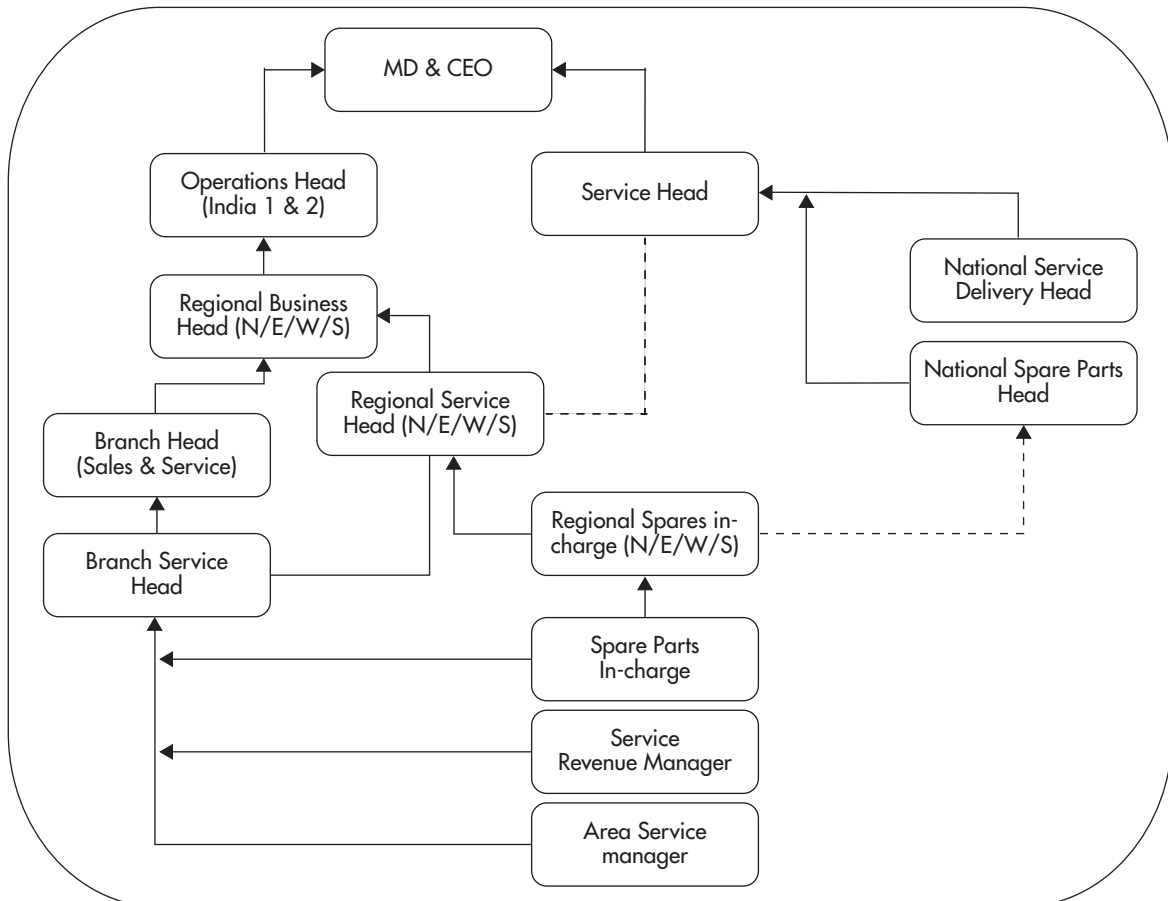 MD & CEO
Operations Head
(India 1 & 2)
Service Head
National Service
Delivery Head
Regional Business
Head (N/E/W/S)
National Spare Parts
Head
Regional Service
Head (N/E/W/S)
Branch Head
(Sales & Service)
Regional Spares in-
charge (N/E/W/S)
Branch Service
Head
Spare Parts
In-charge
Service
Revenue Manager
Area Service
manager